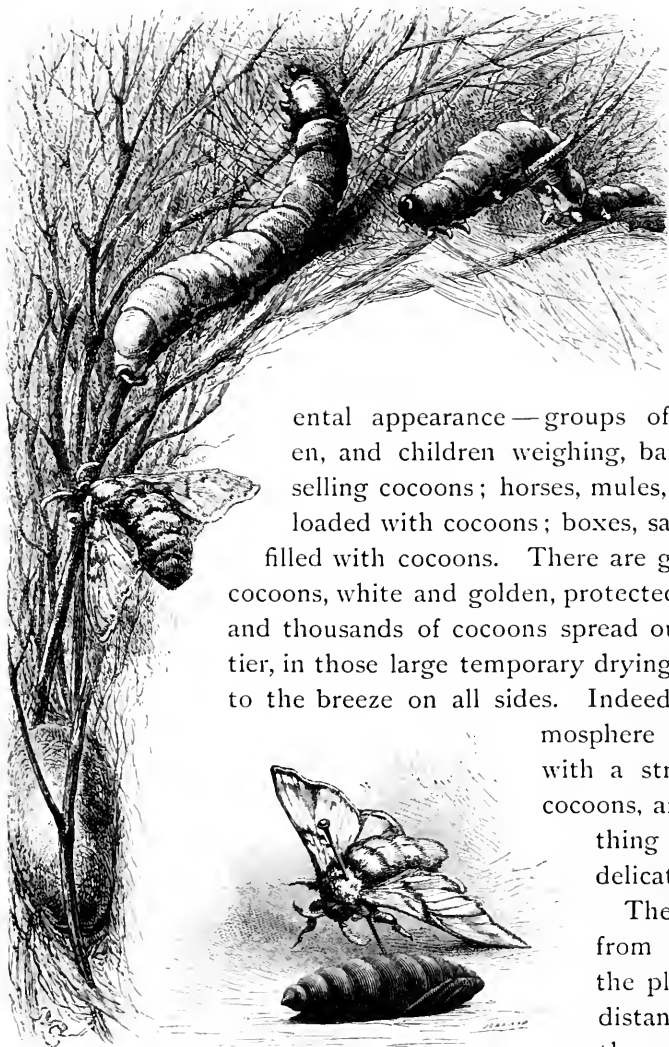 ental appearance — groups of
en, and children weighing, ba
selling cocoons; horses, mules,
loaded with cocoons; boxes, sa
filled with cocoons. There are g
cocoons, white and golden, protected
and thousands of cocoons spread ou
tier, in those large temporary drying
to the breeze on all sides. Indeed
mosphere
with a str
cocoons, a
thing
delicat
The
from
the pl
distan